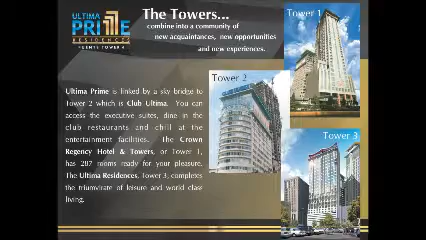 ULTIMA
PRIME
RESIDENCES
FUENTE TOWER 4
The Towers...
combine into a community of
new acquaintances, new opportunities
and new experiences.
Tower 1
Tower 2
Tower 3
Ultima Prime is linked by a sky bridge to
Tower 2 which is Club Ultima. You can
access the executive suites, dine in the
club restaurants and chill at the
entertainment facilities. The Crown
Regency Hotel & Towers, or Tower 1,
has 287 rooms ready for your pleasure.
The Ultima Residences, Tower 3, completes
the triumvirate of leisure and world class
living.